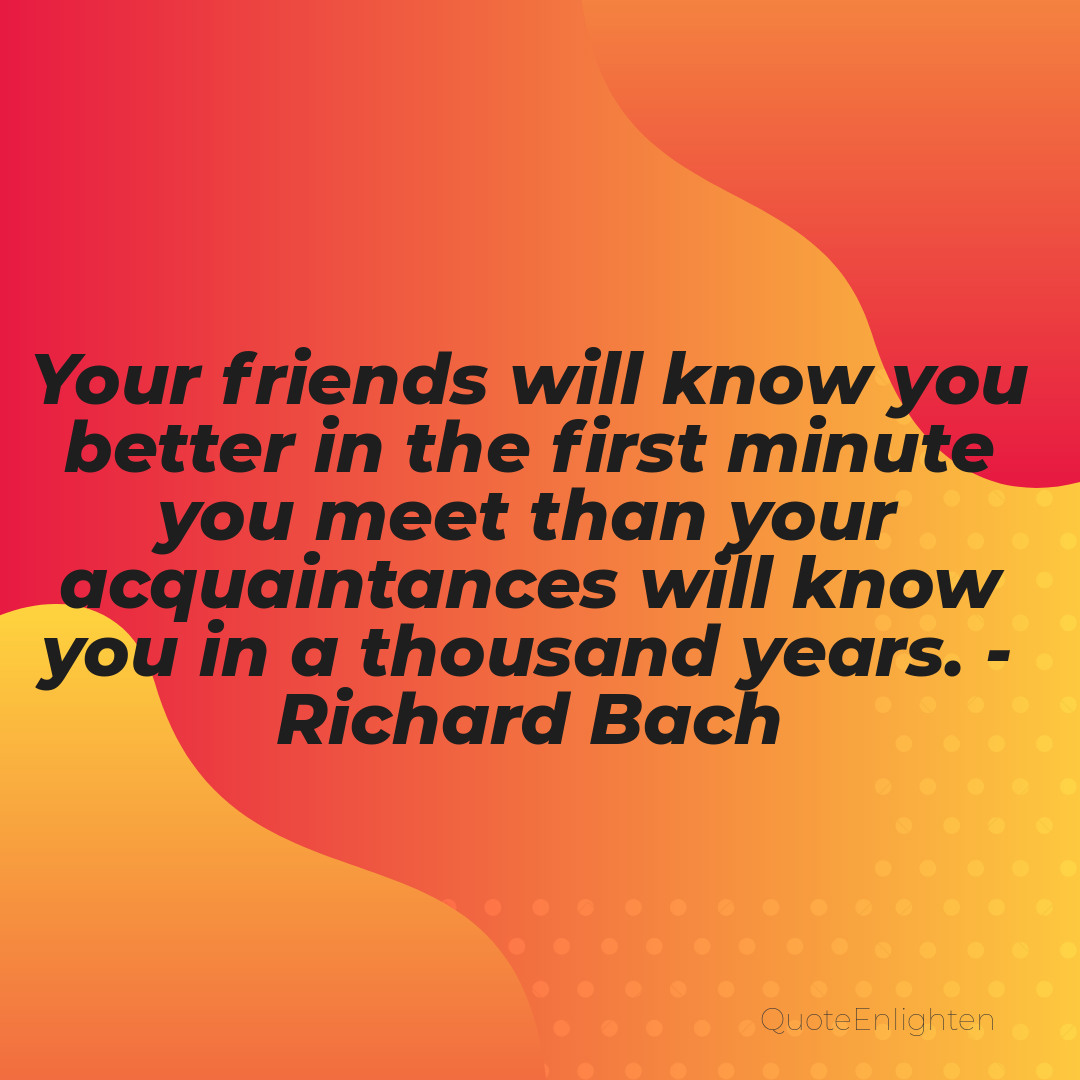 Your friends will know you
better in the first minute
you meet than your
acquaintances will know
you in a thousand years. -
Richard Bach
QuoteEnlighten